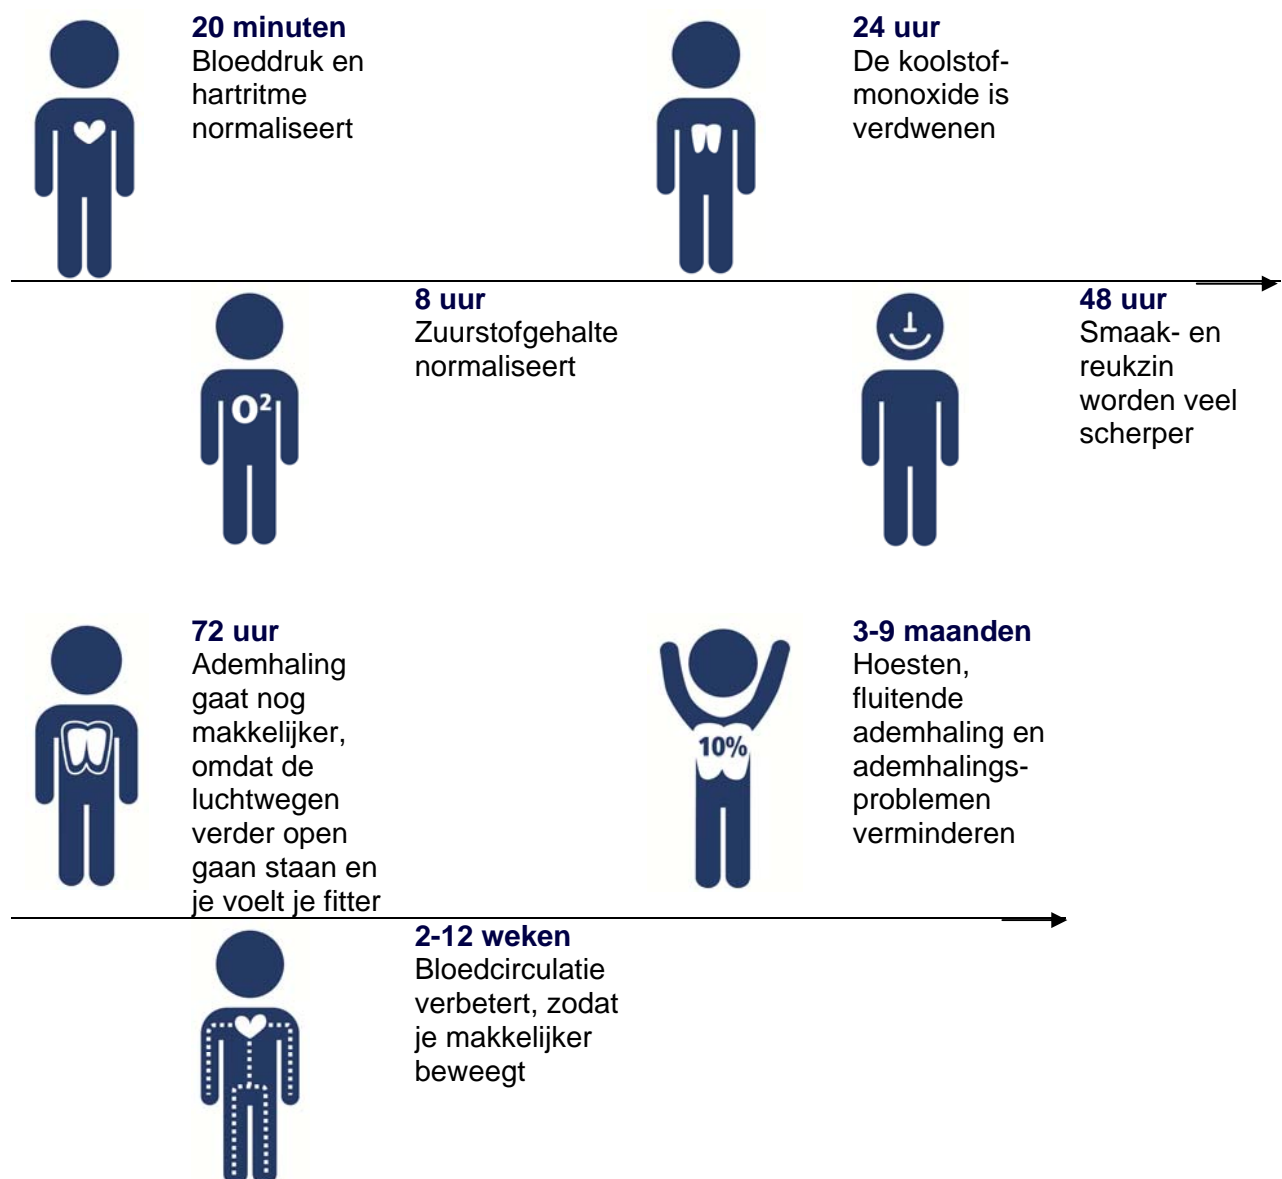 20 minuten
Bloeddruk en
hartritme
normaliseert
24 uur
De koolstof-
monoxide is
verdwenen
8 uur
Zuurstofgehalte
normaliseert
O²
48 uur
Smaak- en
reukzin
worden veel
scherper
72 uur
Ademhaling
gaat nog
makkelijker,
omdat de
luchtwegen
verder open
gaan staan en
je voelt je fitter
3-9 maanden
Hoesten,
fluitende
ademhaling en
ademhalings-
problemen
verminderen
10%
2-12 weken
Bloedcirculatie
verbetert, zodat
je makkelijker
beweegt